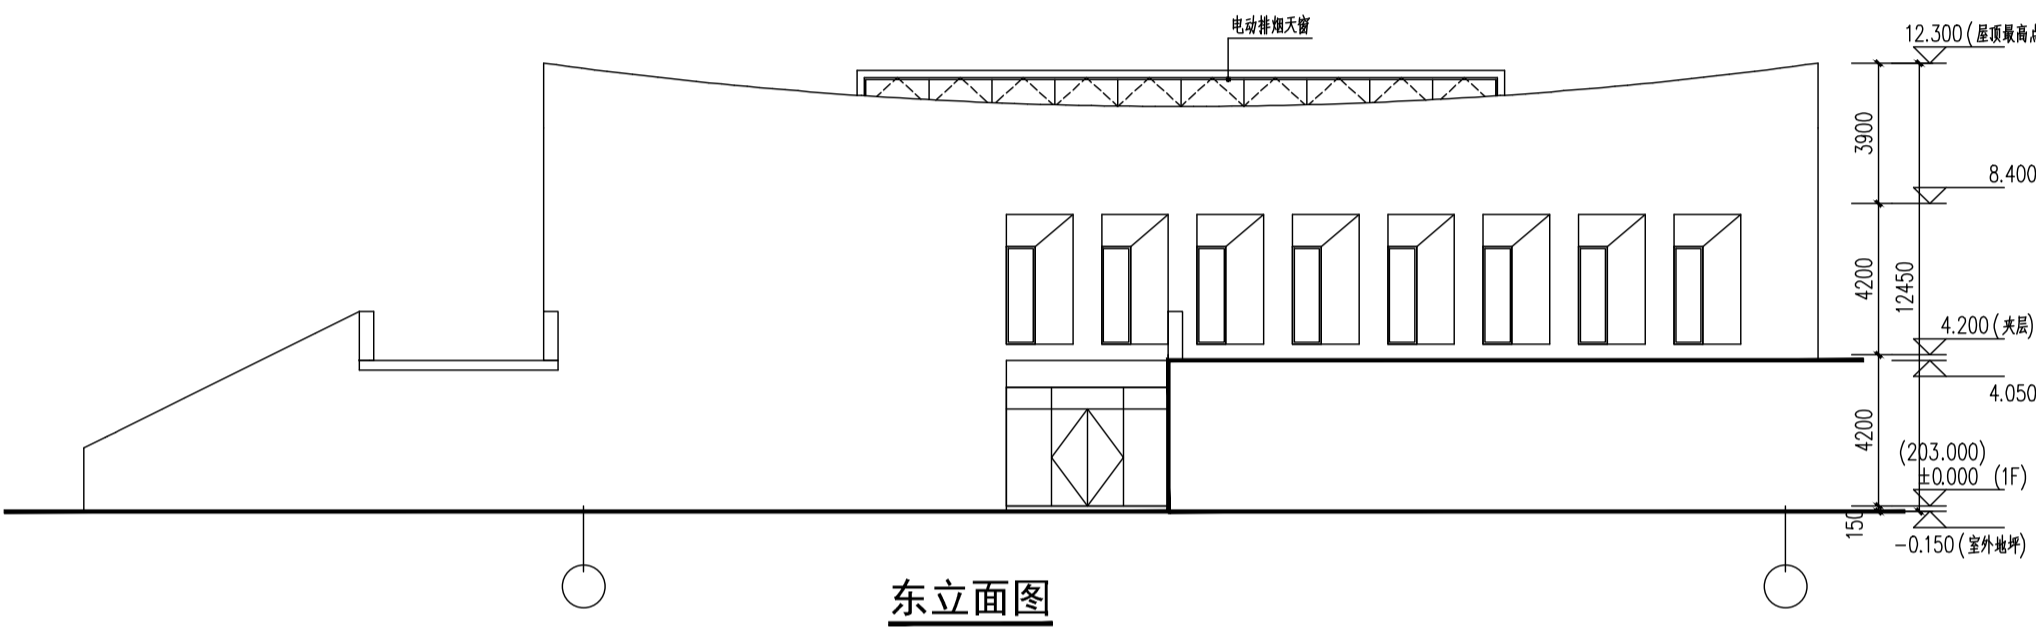 电动排烟天窗
12.300(屋顶最高点
3900
8.400
4200
12450
4.200(夹层)
4.050
4200
(203.000)
±0.000 (1F)
150
-0.150(室外地坪)
东立面图